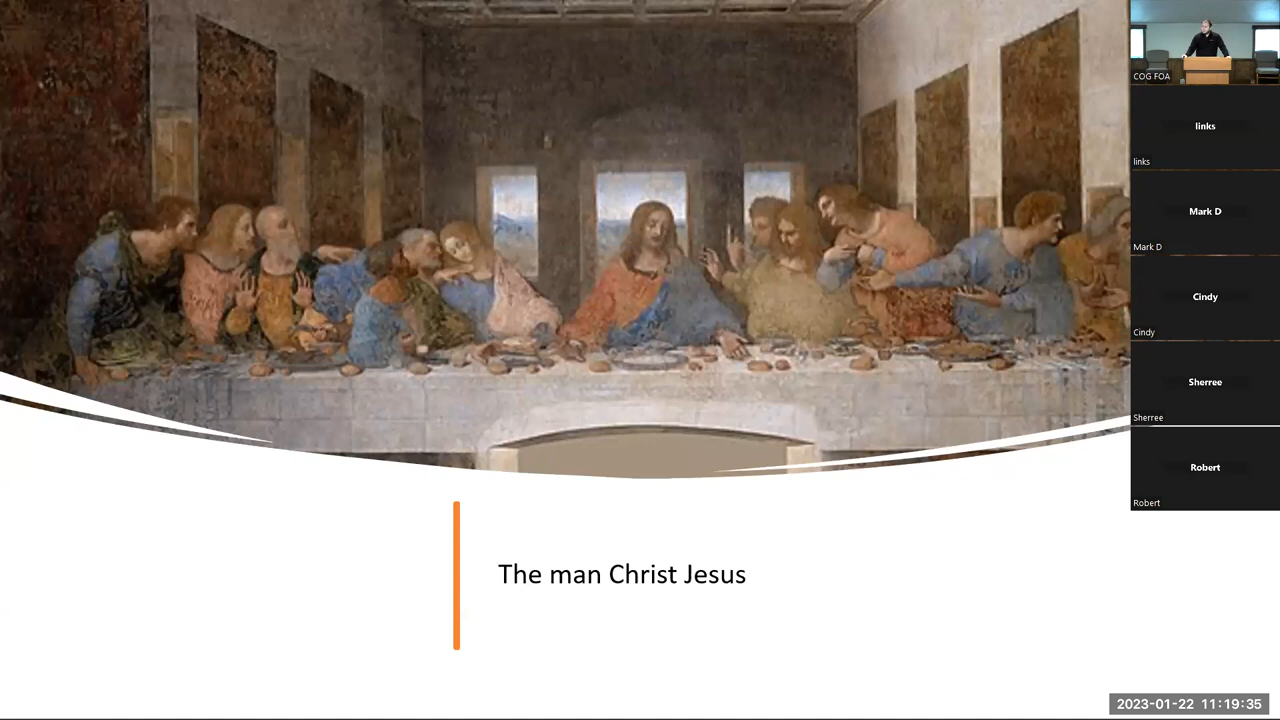 COG FOA
links
links
Mark D
Mark D
Cindy
Cindy
Sherree
Sherree
Robert
Robert
The man Christ Jesus
2023-01-22 11:19:35